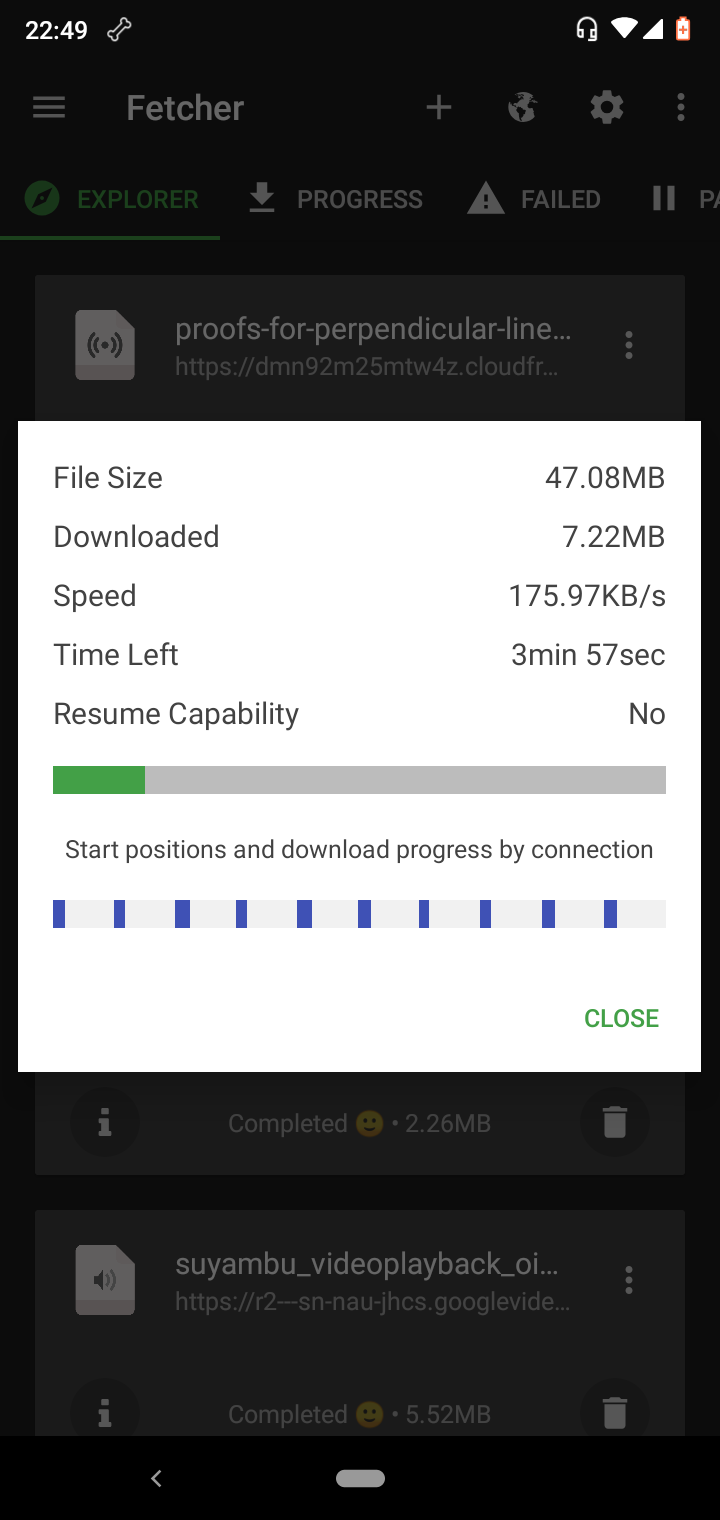 22:49
Fetcher
EXPLORER PROGRESS FAILED PA
proofs-for-perpendicular-line...
https://dmn92m25mtw4z.cloudfr...
File Size 47.08MB
Downloaded 7.22MB
Speed 175.97KB/s
Time Left 3min 57sec
Resume Capability No
Start positions and download progress by connection
CLOSE
Completed 🙂 • 2.26MB
suyambu_videoplayback_oi...
https://r2---sn-nau-jhcs.googlevide...
Completed 🙂 • 5.52MB